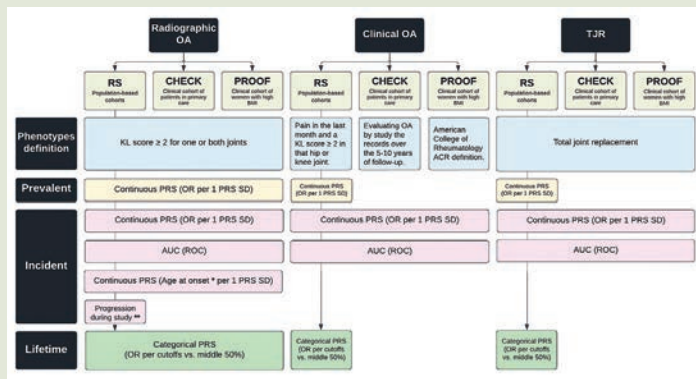 Radiographic
OA
Clinical OA
TJR
RS
Population-based
cohorts
CHECK
Clinical cohort of
patients in primary
care
PROOF
Clinical cohort of
women with high
BMI
RS
Population-based
cohorts
CHECK
Clinical cohort of
patients in primary
care
PROOF
Clinical cohort of
women with high
BMI
RS
Population-based
cohorts
CHECK
Clinical cohort of
patients in primary
care
PROOF
Clinical cohort of
women with high
BMI
Phenotypes
definition
KL score ≥ 2 for one or both joints
Pain in the last
month and a
KL score ≥ 2 in
that hip or
knee joint.
Evaluating OA
by study the
records over
the 5-10 years
of follow-up.
American
College of
Rheumatology
ACR definition.
Total joint replacement
Prevalent
Continuous PRS (OR per 1 PRS SD)
Continuous PRS
(OR per 1 PRS SD)
Continuous PRS
(OR per 1 PRS SD)
Incident
Continuous PRS (OR per 1 PRS SD)
Continuous PRS (OR per 1 PRS SD)
Continuous PRS (OR per 1 PRS SD)
AUC (ROC)
AUC (ROC)
AUC (ROC)
Continuous PRS (Age at onset * per 1 PRS SD)
Progression
during study **
Lifetime
Categorical PRS
(OR per cutoffs vs. middle 50%)
Categorical PRS
(OR per cutoffs
vs. middle 50%)
Categorical PRS
(OR per cutoffs
vs. middle 50%)